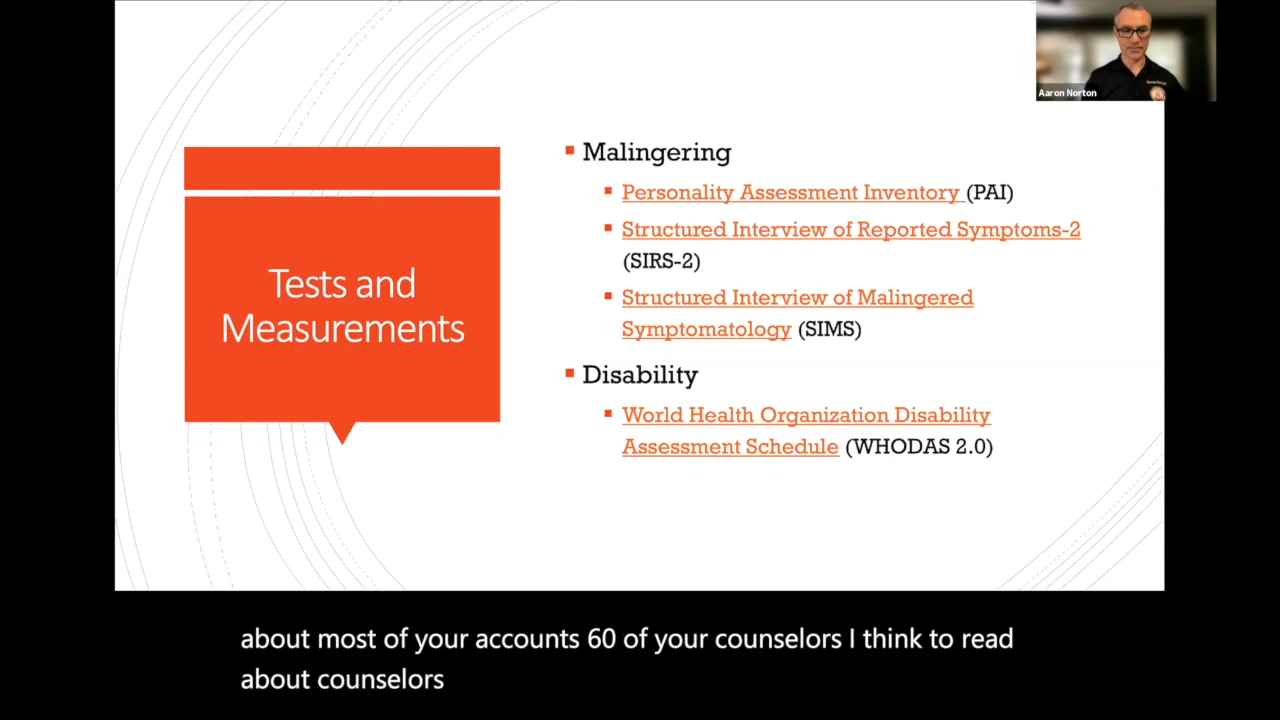 Aaron Norton
Tests and
Measurements
Malingering
Personality Assessment Inventory (PAI)
Structured Interview of Reported Symptoms-2
(SIRS-2)
Structured Interview of Malingered
Symptomatology (SIMS)
Disability
World Health Organization Disability
Assessment Schedule (WHODAS 2.0)
about most of your accounts 60 of your counselors I think to read
about counselors